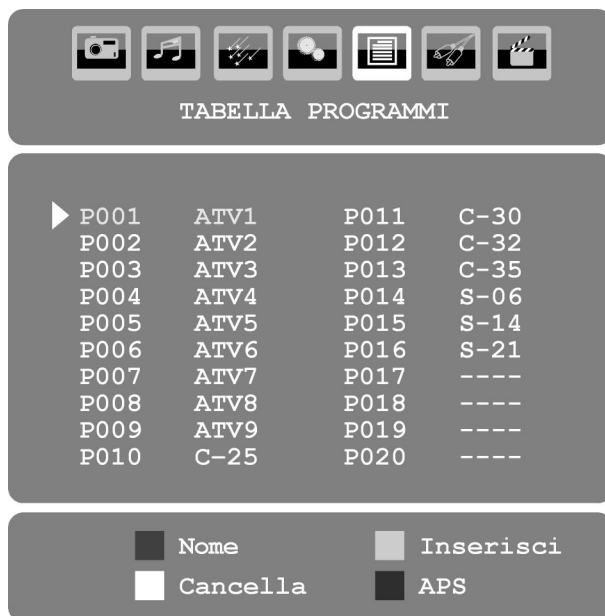 TABELLA PROGRAMMI
P001 ATV1 P011 C-30
P002 ATV2 P012 C-32
P003 ATV3 P013 C-35
P004 ATV4 P014 S-06
P005 ATV5 P015 S-14
P006 ATV6 P016 S-21
P007 ATV7 P017 ----
P008 ATV8 P018 ----
P009 ATV9 P019 ----
P010 C-25 P020 ----
Nome Inserisci
Cancella APS